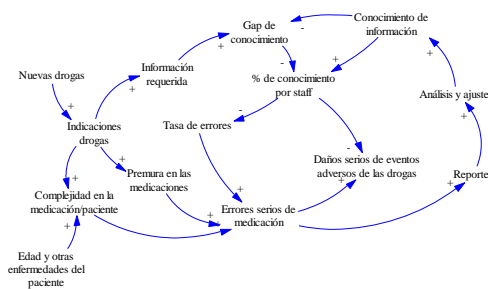 Gap de
conocimiento
Conocimiento de
información
Información
requerida
Nuevas drogas
% de conocimiento
por staff
Análisis y ajuste
Indicaciones
drogas
Tasa de errores
Daños serios de eventos
adversos de las drogas
Premura en las
medicaciones
Reporte
Complejidad en la
medicación/paciente
Errores serios de
medicación
Edad y otras
enfermedades del
paciente